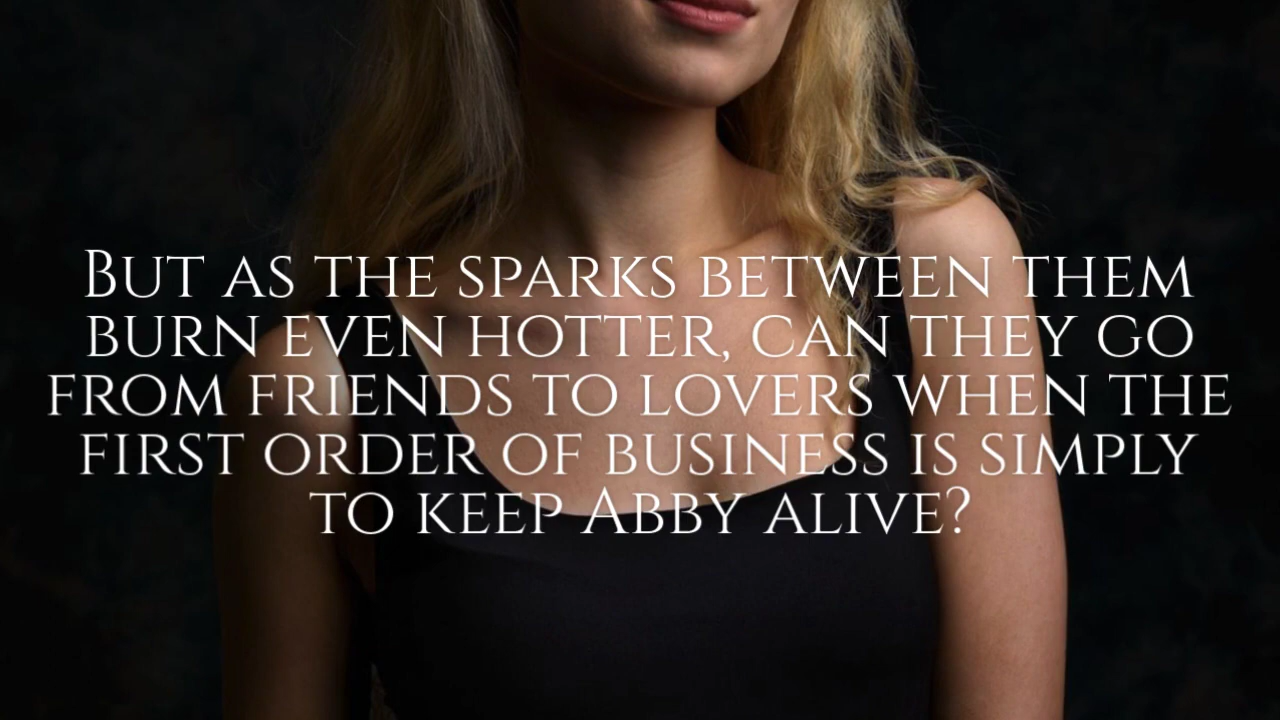 But as the sparks between them
burn even hotter, can they go
from friends to lovers when the
first order of business is simply
to keep Abby alive?